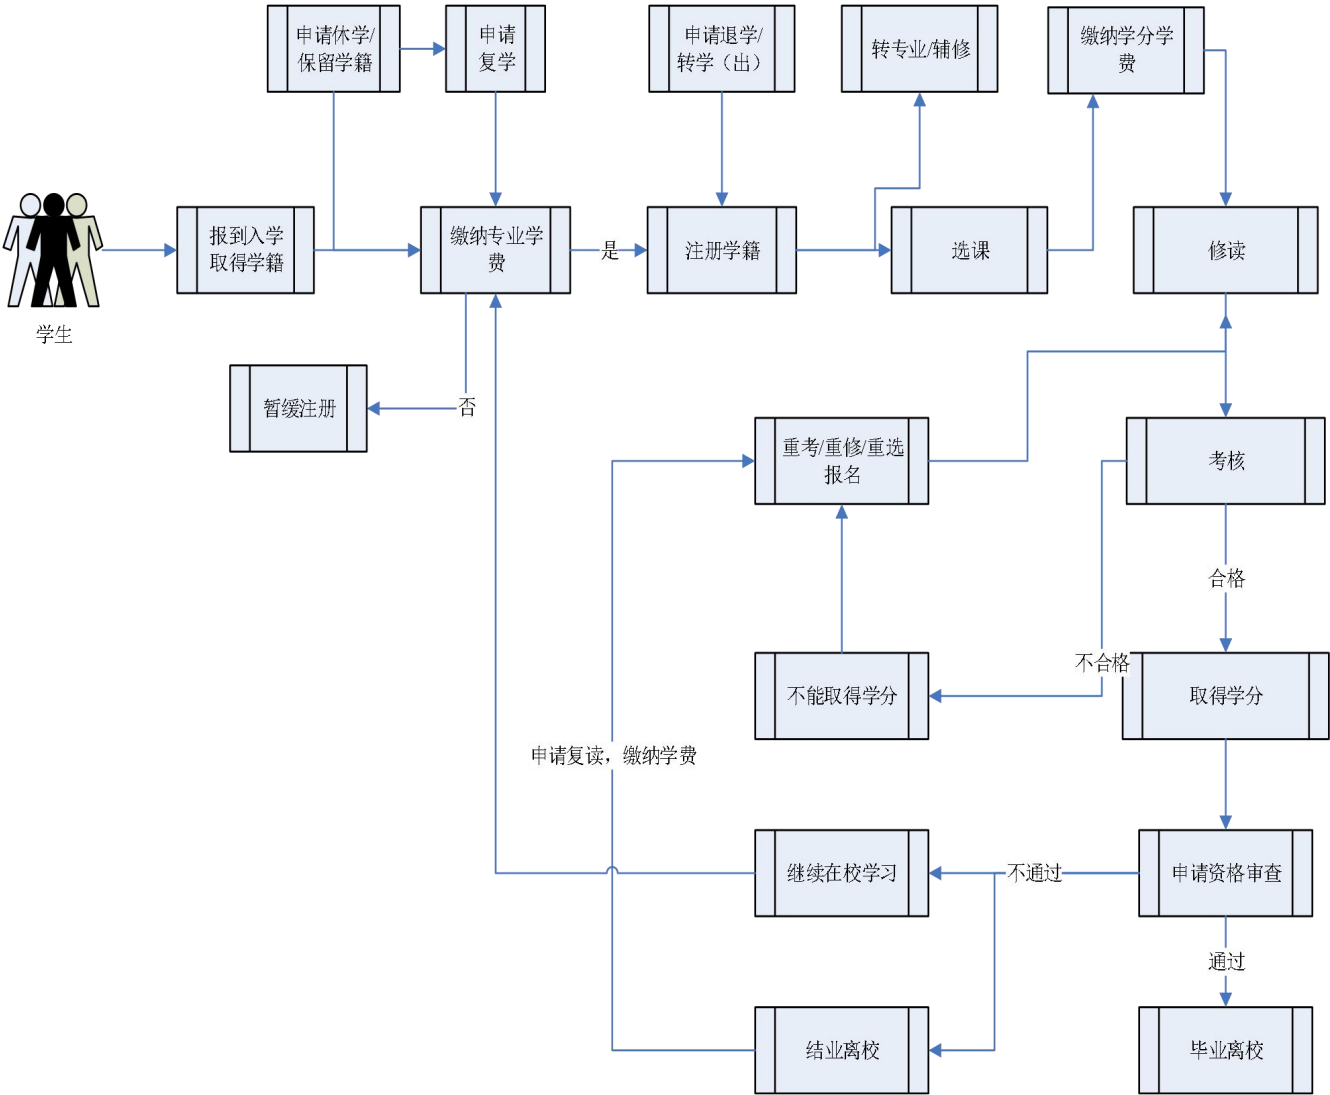 申请休学/
保留学籍
申请
复学
申请退学/
转学（出）
转专业/辅修
缴纳学分学
费
报到入学
取得学籍
缴纳专业学
费
是
注册学籍
选课
修读
学生
暂缓注册
否
重考/重修/重选
报名
考核
合格
不合格
不能取得学分
取得学分
申请复读，缴纳学费
继续在校学习
不通过
申请资格审查
通过
结业离校
毕业离校